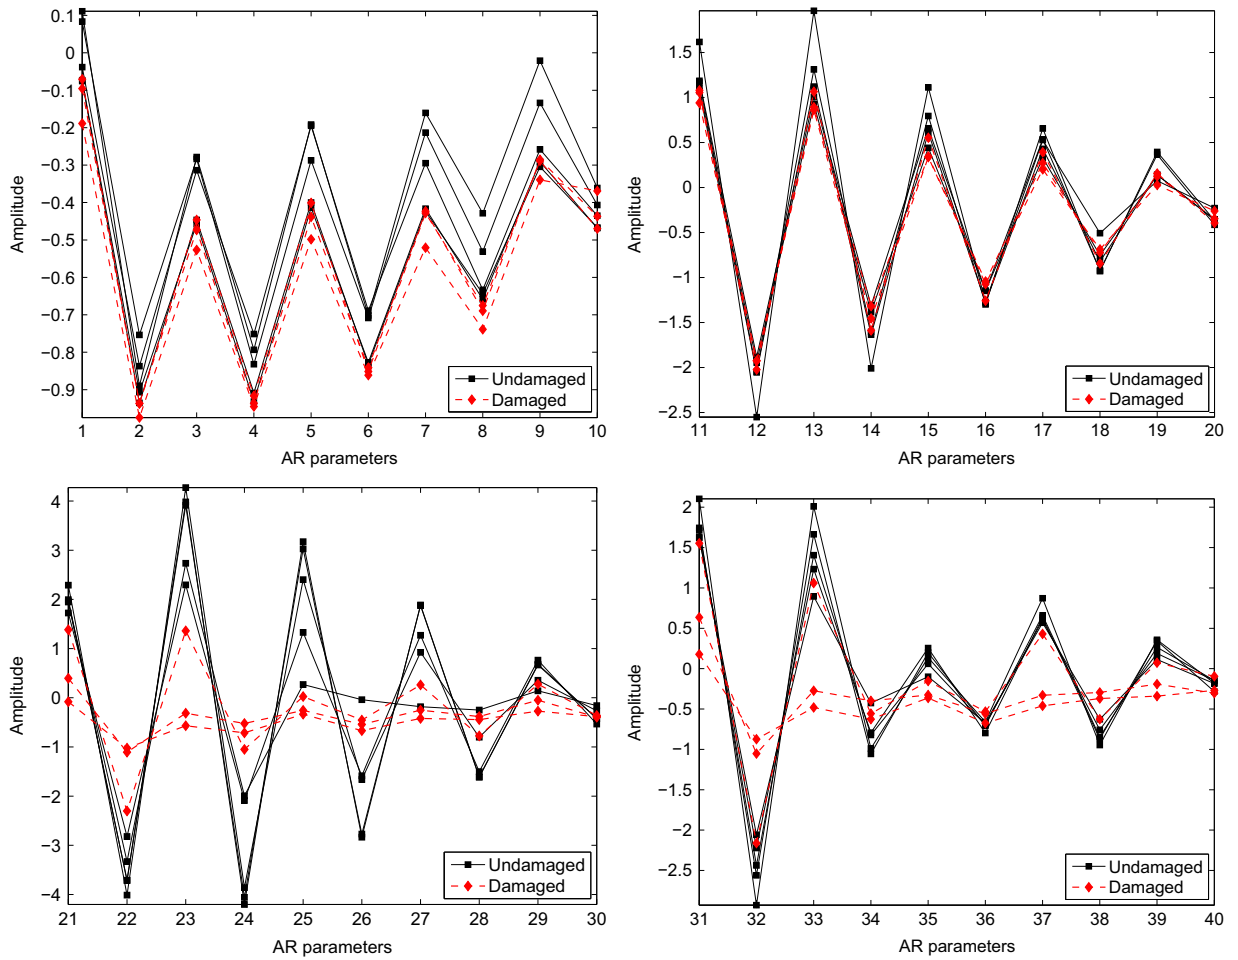 0.1
0
−0.1
−0.2
−0.3
−0.4
−0.5
−0.6
−0.7
−0.8
−0.9
Amplitude
Undamaged
Damaged
1 2 3 4 5 6 7 8 9 10
AR parameters
1.5
1
0.5
0
−0.5
−1
−1.5
−2
−2.5
Amplitude
Undamaged
Damaged
11 12 13 14 15 16 17 18 19 20
AR parameters
4
3
2
1
0
−1
−2
−3
−4
Amplitude
Undamaged
Damaged
21 22 23 24 25 26 27 28 29 30
AR parameters
2
1.5
1
0.5
0
−0.5
−1
−1.5
−2
−2.5
Amplitude
Undamaged
Damaged
31 32 33 34 35 36 37 38 39 40
AR parameters